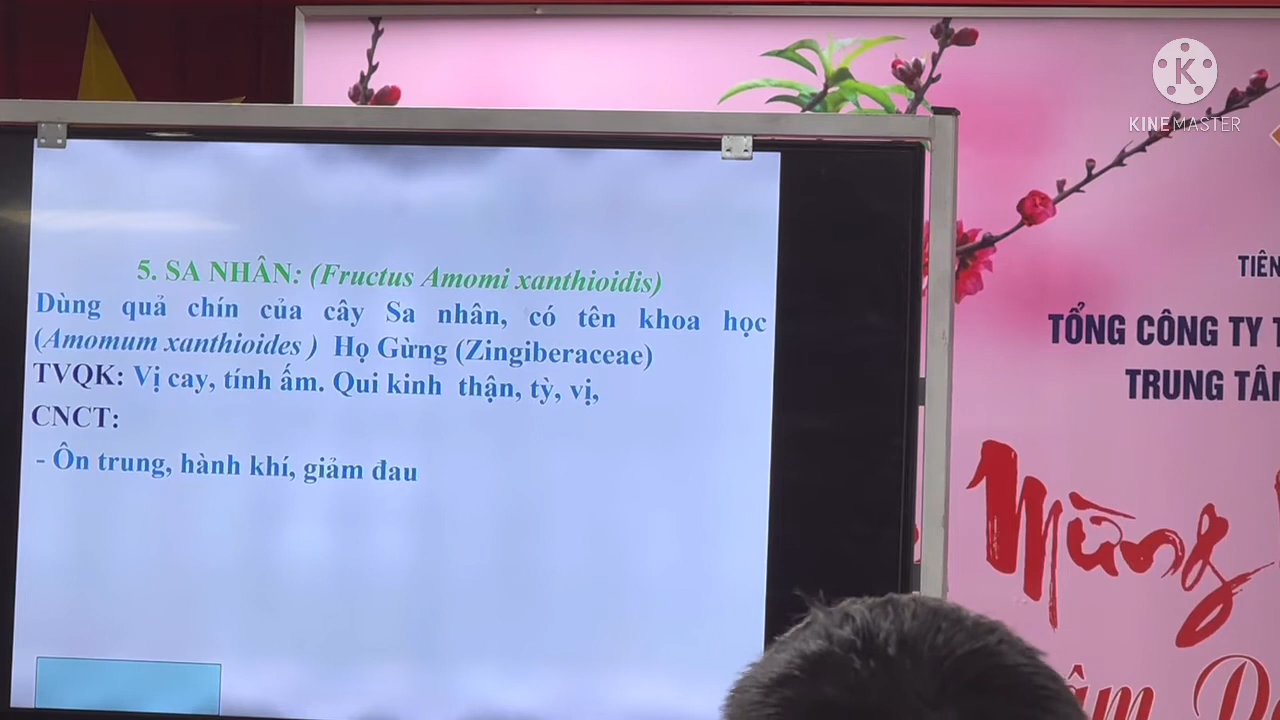 5. SA NHÂN: (Fructus Amomi xanthioidis)
Dùng quả chín của cây Sa nhân, có tên khoa học
(Amomum xanthioides ) Họ Gừng (Zingiberaceae)
TVQK: Vị cay, tính ấm. Qui kinh thận, tỳ, vị,
CNCT:
- Ôn trung, hành khí, giảm đau
KINEMASTER
TỔNG CÔNG TY
TRUNG TÂM
Mừng